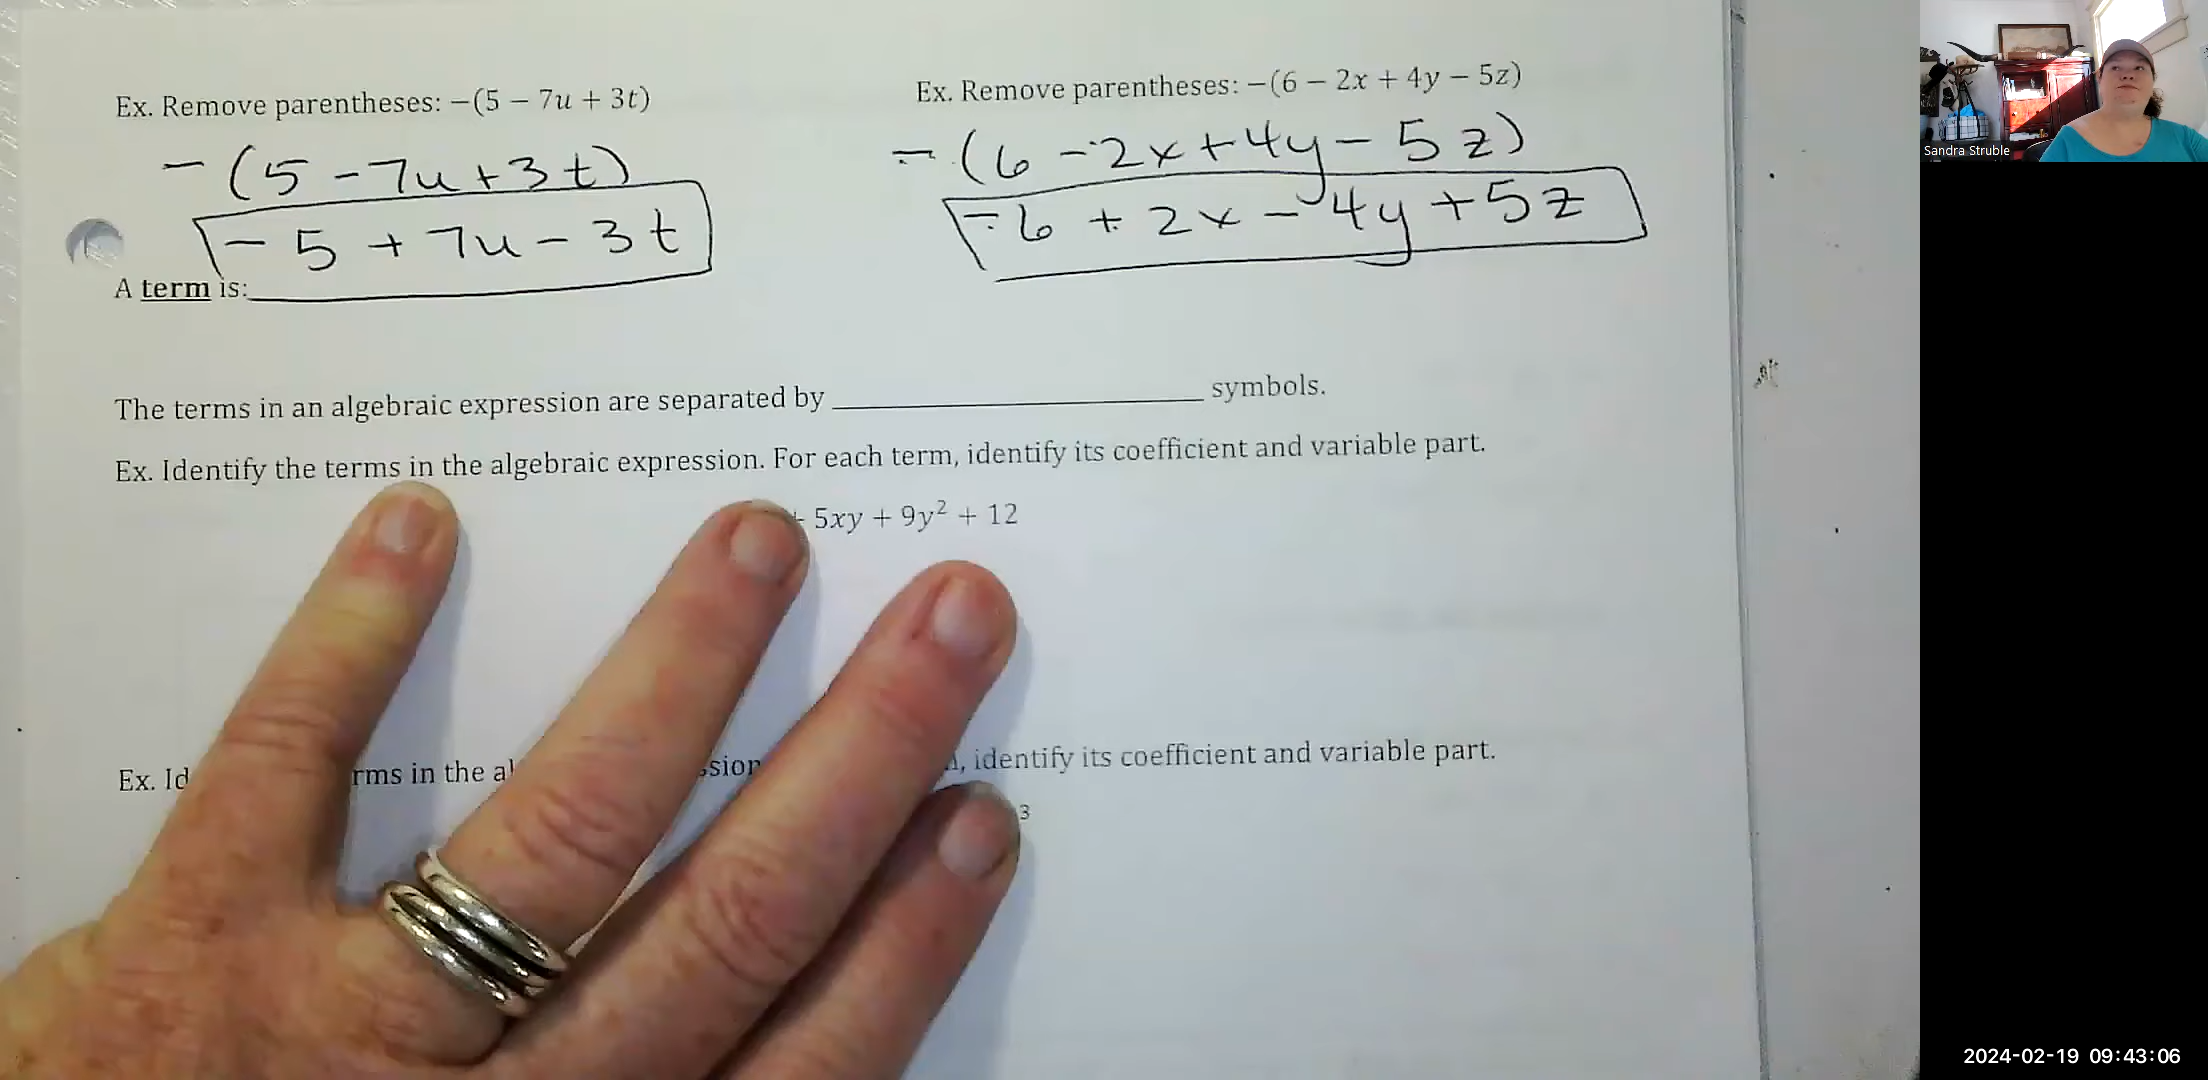 Ex. Remove parentheses: −(5 − 7u + 3t)
−(5 − 7u + 3t)
− 5 + 7u − 3t
Ex. Remove parentheses: −(6 − 2x + 4y − 5z)
−(6 − 2x + 4y − 5z)
−6 + 2x − 4y + 5z
A term is:
The terms in an algebraic expression are separated by ____________ symbols.
Ex. Identify the terms in the algebraic expression. For each term, identify its coefficient and variable part.
+ 5xy + 9y² + 12
Ex. rms in the , identify its coefficient and variable part.
3
Sandra Struble
2024-02-19 09:43:06